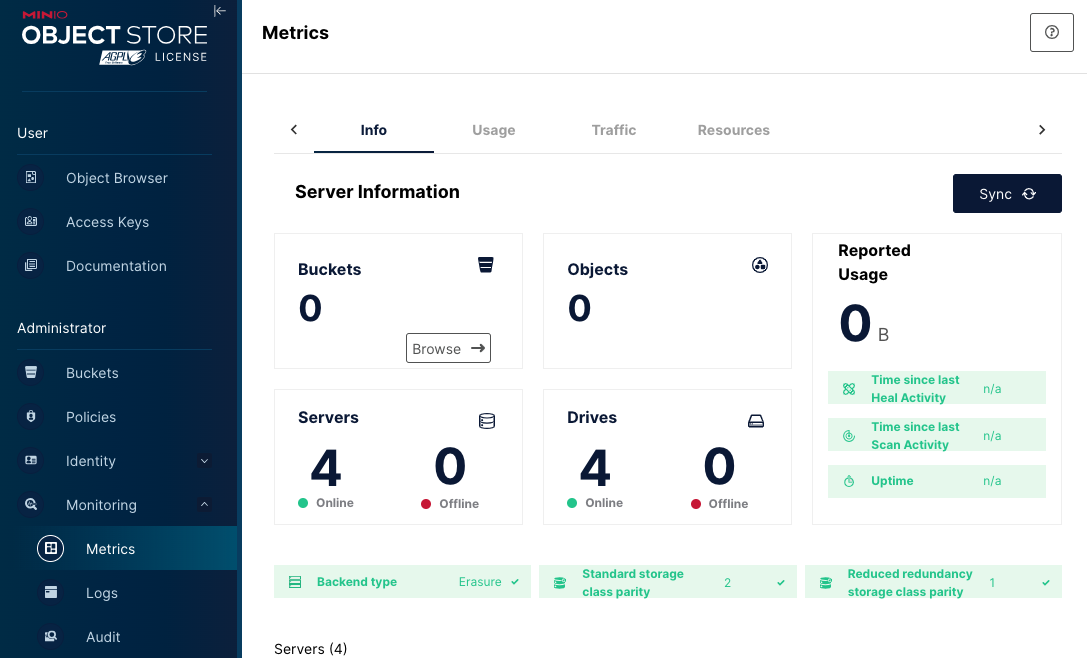 MINIO
OBJECT STORE
AGPLv3 LICENSE
User
Object Browser
Access Keys
Documentation
Administrator
Buckets
Policies
Identity
Monitoring
Metrics
Logs
Audit
Metrics
Info Usage Traffic Resources
Server Information
Sync
Buckets
0
Browse
Objects
0
Reported
Usage
0 B
Time since last
Heal Activity n/a
Time since last
Scan Activity n/a
Uptime n/a
Servers
4 0
Online Offline
Drives
4 0
Online Offline
Backend type Erasure
Standard storage
class parity 2
Reduced redundancy
storage class parity 1
Servers (4)